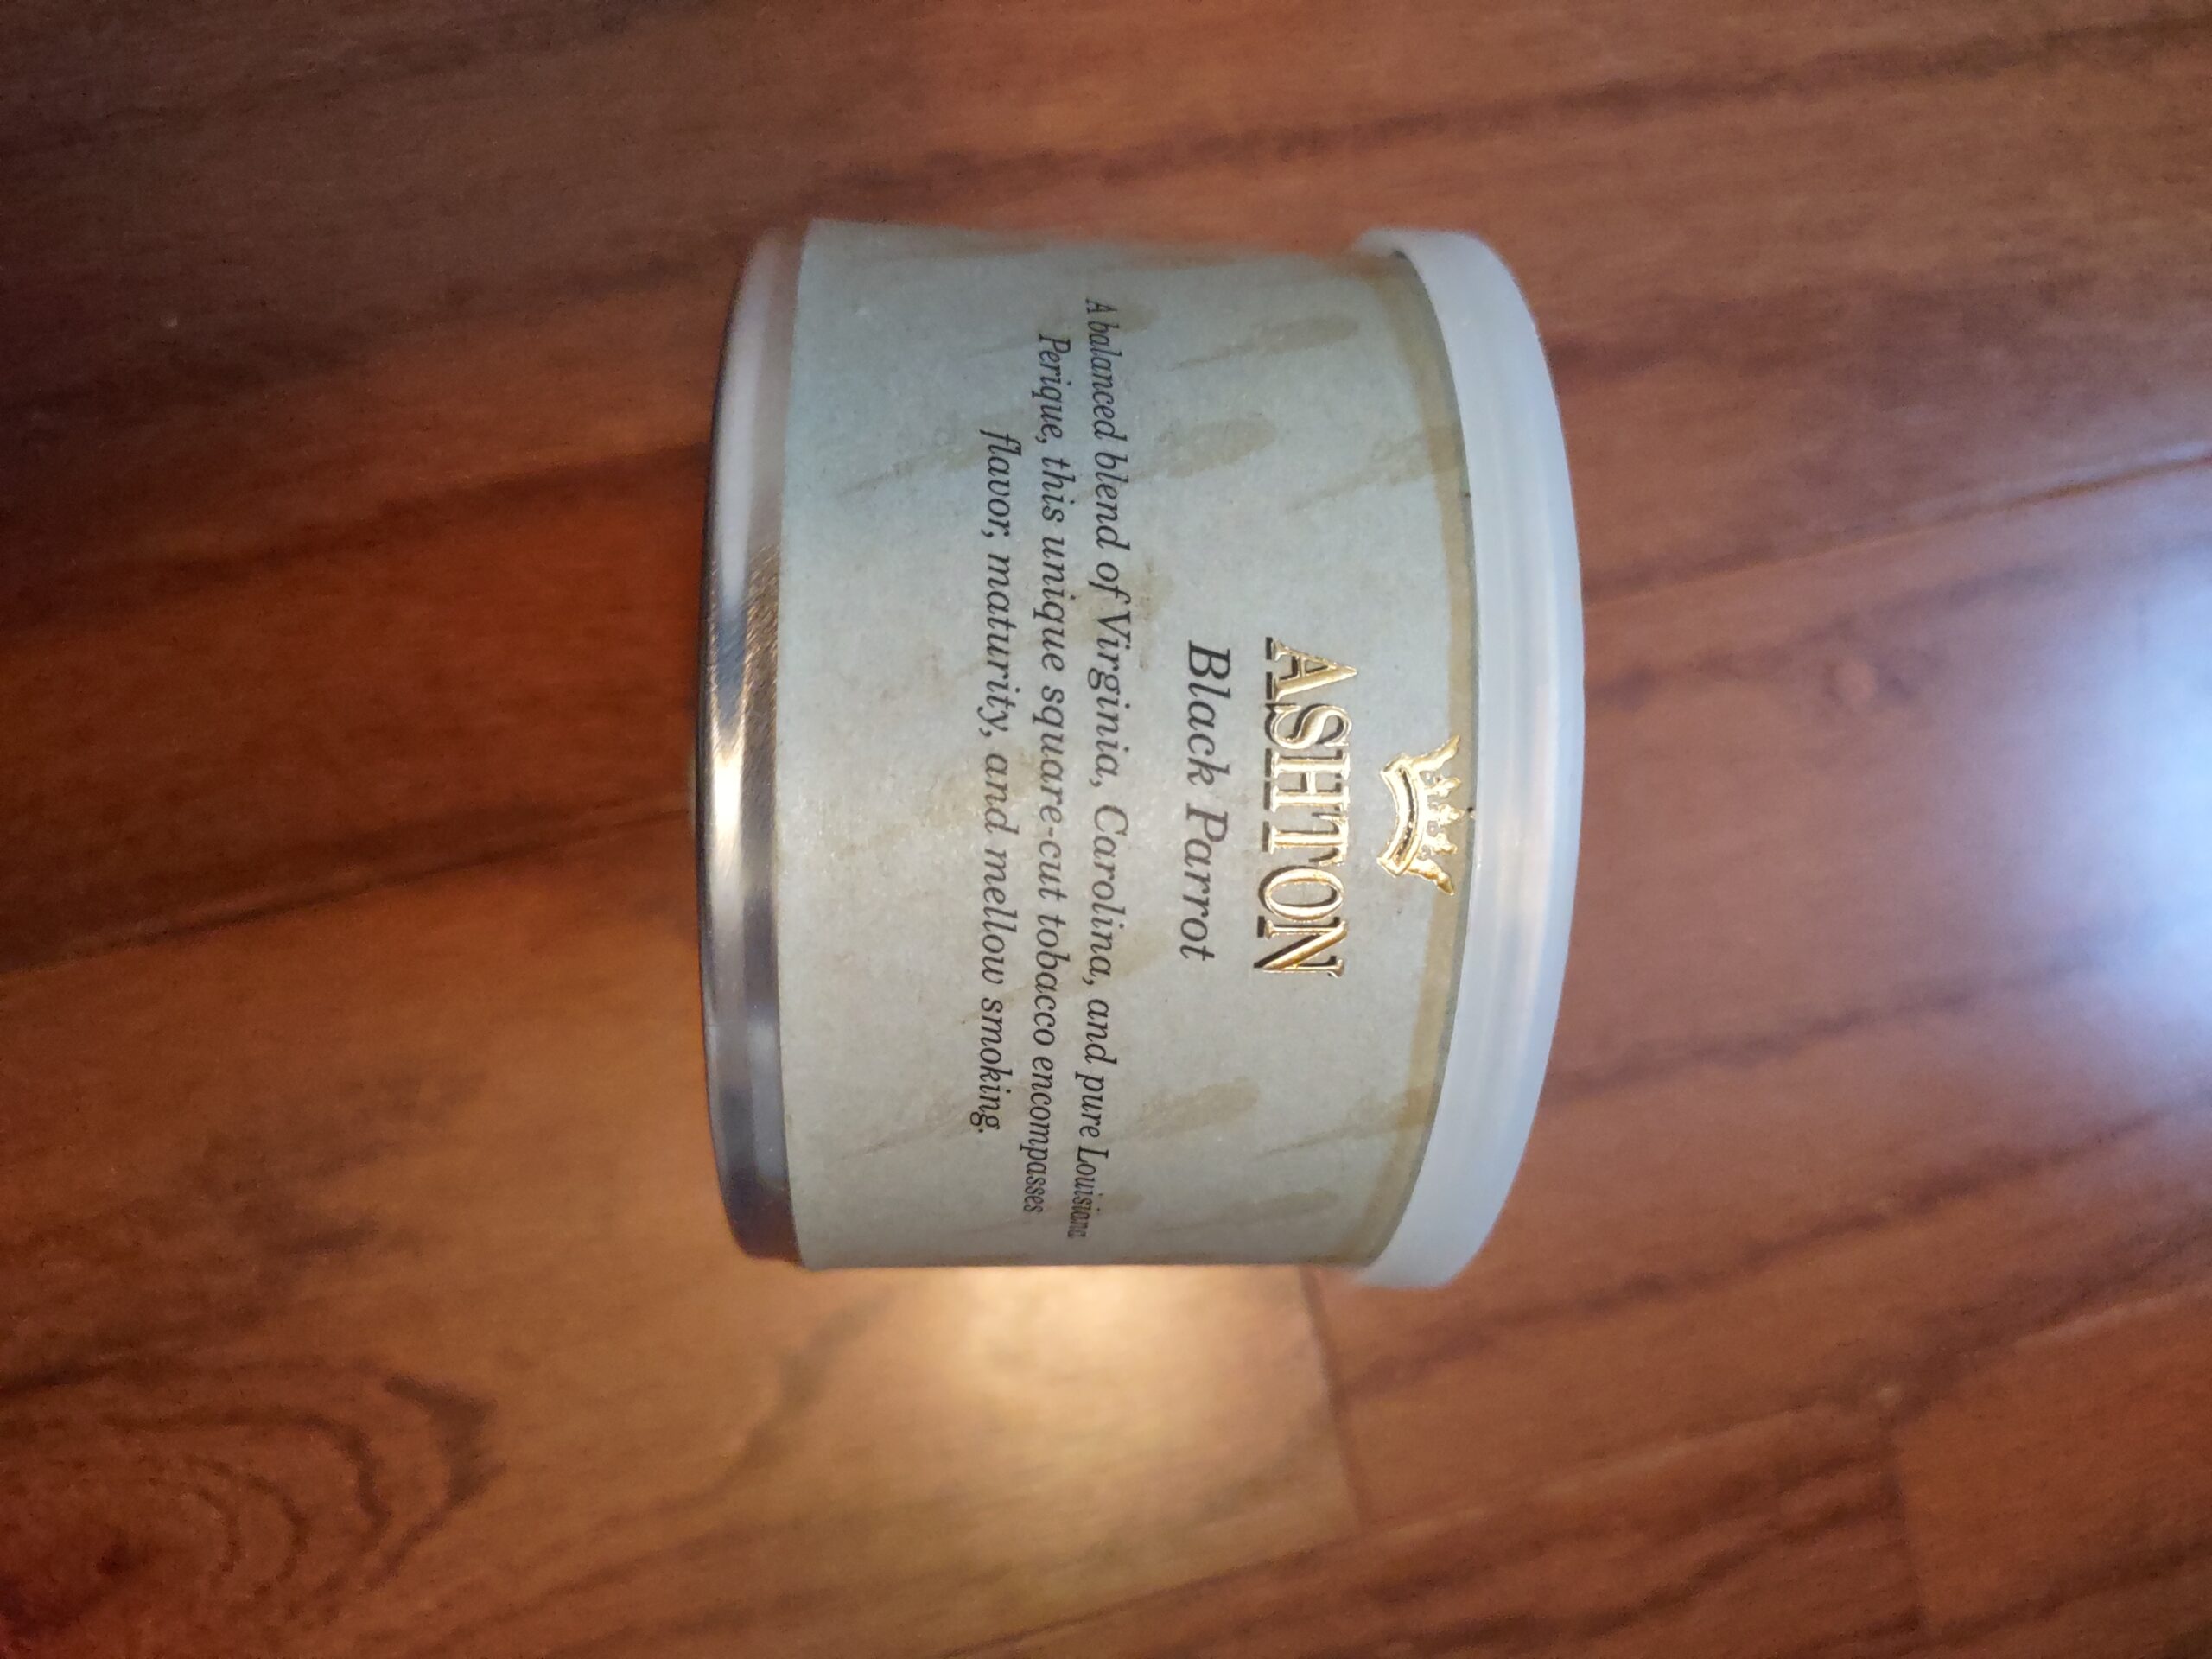 ASHTON
Black Parrot
A balanced blend of Virginia, Carolina, and pure Louisiana
Perique, this unique square-cut tobacco encompasses
flavor, maturity, and mellow smoking.